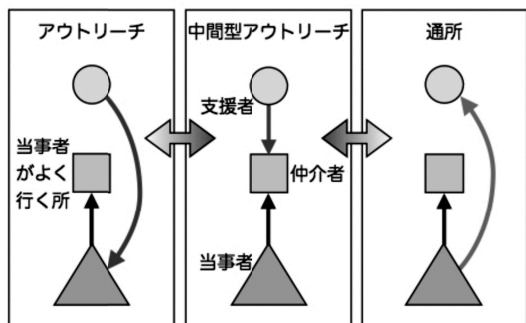 アウトリーチ
当事者
がよく
行く所
中間型アウトリーチ
支援者
仲介者
当事者
通所